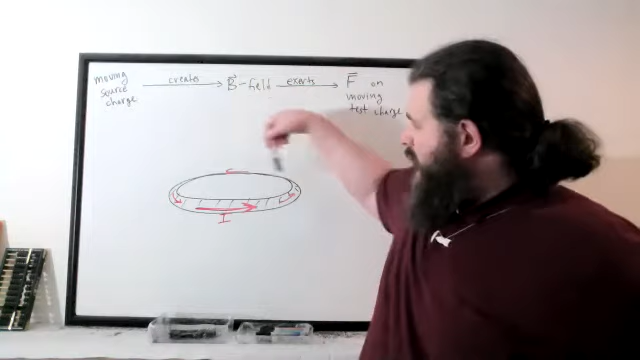 moving source charge creates B⃗-field exerts F⃗ on moving test charge
I